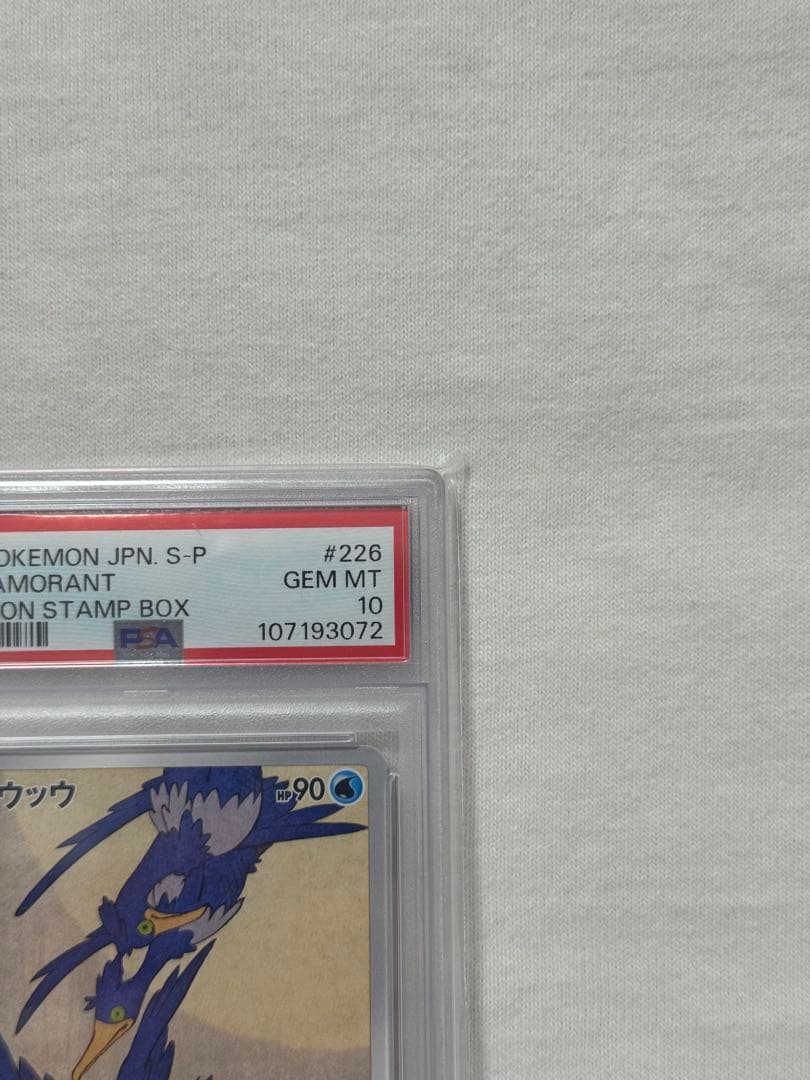 OKEMON JPN. S-P #226
AMORANT GEM MT
ON STAMP BOX 10
PSA 107193072
ウッウ HP90